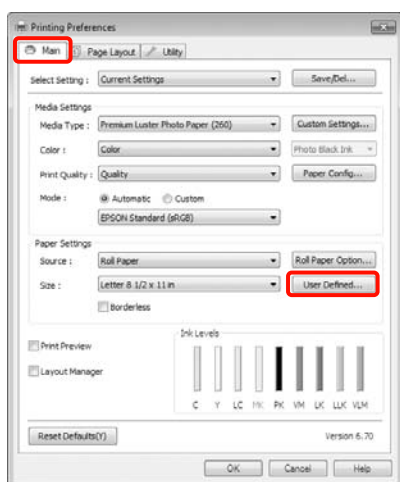 Printing Preferences
Main Page Layout Utility
Select Setting : Current Settings Save/Del...
Media Settings
Media Type : Premium Luster Photo Paper (260) Custom Settings...
Color : Color Photo Black Ink
Print Quality : Quality Paper Config...
Mode : Automatic Custom
EPSON Standard (sRGB)
Paper Settings
Source : Roll Paper Roll Paper Option...
Size : Letter 8 1/2 x 11 in User Defined...
Borderless
Ink Levels
Print Preview
Layout Manager
C Y LC MK PK VM LK LLK VLM
Reset Defaults(Y) Version 6.70
OK Cancel Help